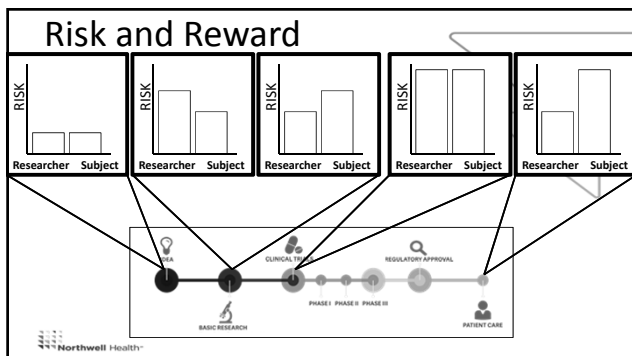 Risk and Reward
RISK
Researcher Subject
RISK
Researcher Subject
RISK
Researcher Subject
RISK
Researcher Subject
RISK
Researcher Subject
IDEA
CLINICAL TRIALS
REGULATORY APPROVAL
PHASE I PHASE II PHASE III
BASIC RESEARCH
PATIENT CARE
Northwell Health